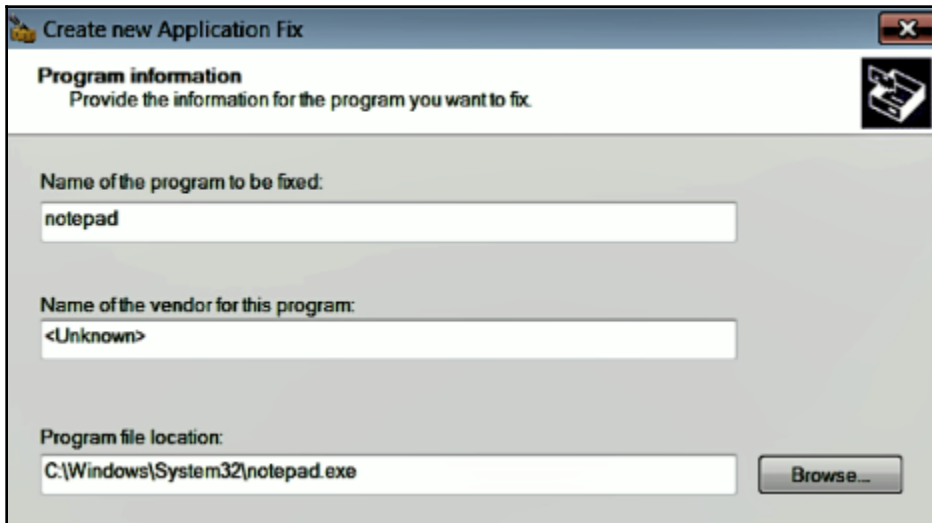 Create new Application Fix
Program information
Provide the information for the program you want to fix.
Name of the program to be fixed:
notepad
Name of the vendor for this program:
<Unknown>
Program file location:
C:\Windows\System32\notepad.exe
Browse...